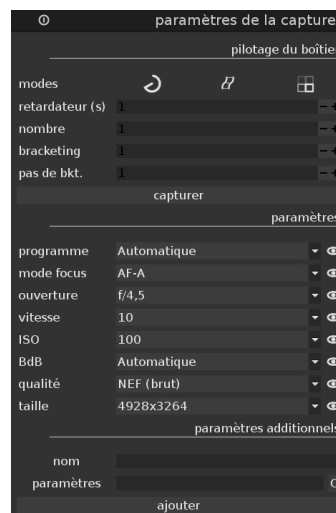 paramètres de la capture
pilotage du boîtier
modes
retardateur (s) 1 - +
nombre 1 - +
bracketing 1 - +
pas de bkt. 1 - +
capturer
paramètres
programme Automatique
mode focus AF-A
ouverture f/4,5
vitesse 10
ISO 100
BdB Automatique
qualité NEF (brut)
taille 4928x3264
paramètres additionnels
nom
paramètres
ajouter